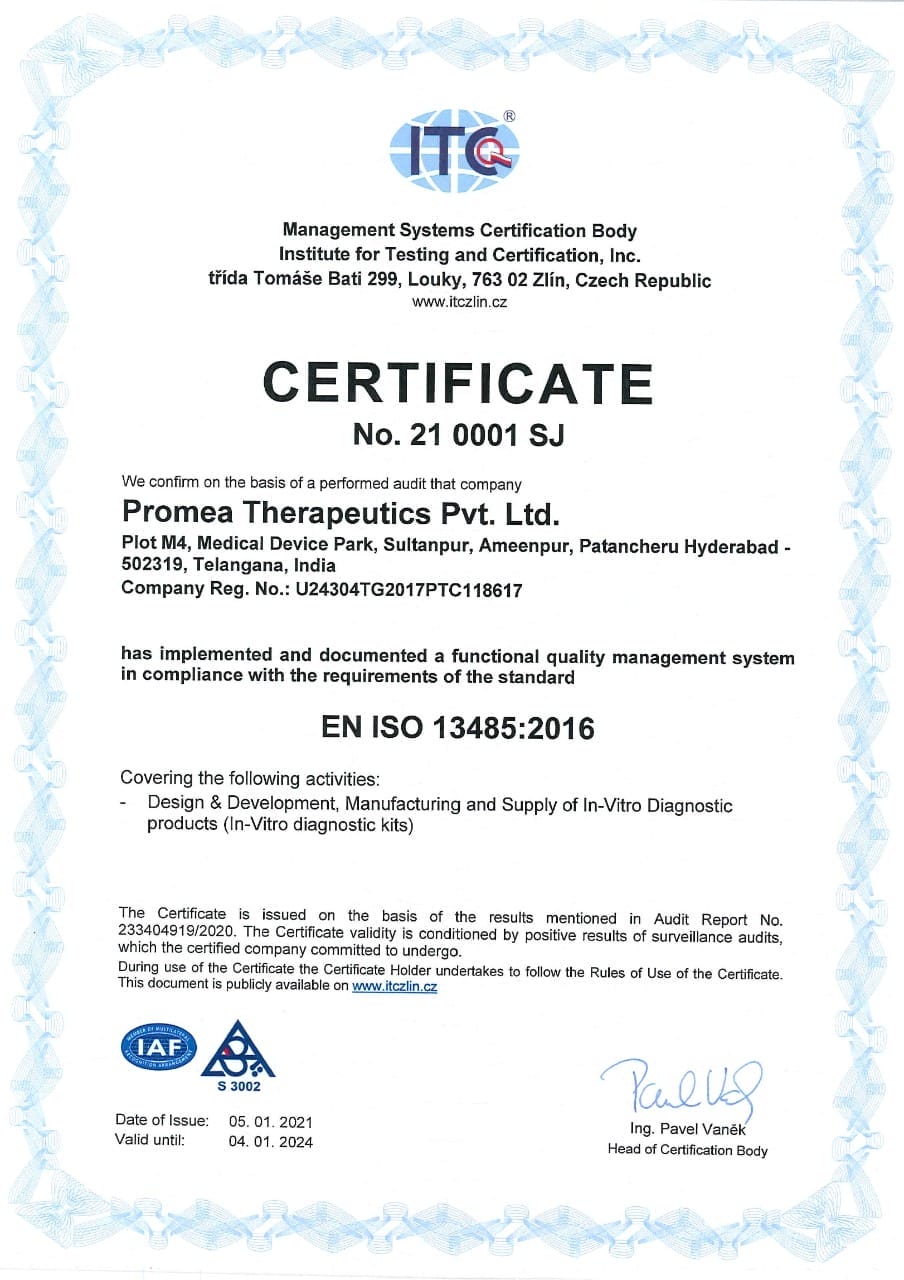 ITC ®
Management Systems Certification Body
Institute for Testing and Certification, Inc.
třída Tomáše Bati 299, Louky, 763 02 Zlín, Czech Republic
www.itczlin.cz
CERTIFICATE
No. 21 0001 SJ
We confirm on the basis of a performed audit that company
Promea Therapeutics Pvt. Ltd.
Plot M4, Medical Device Park, Sultanpur, Ameenpur, Patancheru Hyderabad -
502319, Telangana, India
Company Reg. No.: U24304TG2017PTC118617
has implemented and documented a functional quality management system
in compliance with the requirements of the standard
EN ISO 13485:2016
Covering the following activities:
- Design & Development, Manufacturing and Supply of In-Vitro Diagnostic
products (In-Vitro diagnostic kits)
The Certificate is issued on the basis of the results mentioned in Audit Report No.
233404919/2020. The Certificate validity is conditioned by positive results of surveillance audits,
which the certified company committed to undergo.
During use of the Certificate the Certificate Holder undertakes to follow the Rules of Use of the Certificate.
This document is publicly available on www.itczlin.cz
MEMBER OF MULTILATERAL
IAF
RECOGNITION ARRANGEMENT
S 3002
Date of Issue: 05. 01. 2021
Valid until: 04. 01. 2024
Ing. Pavel Vaněk
Head of Certification Body